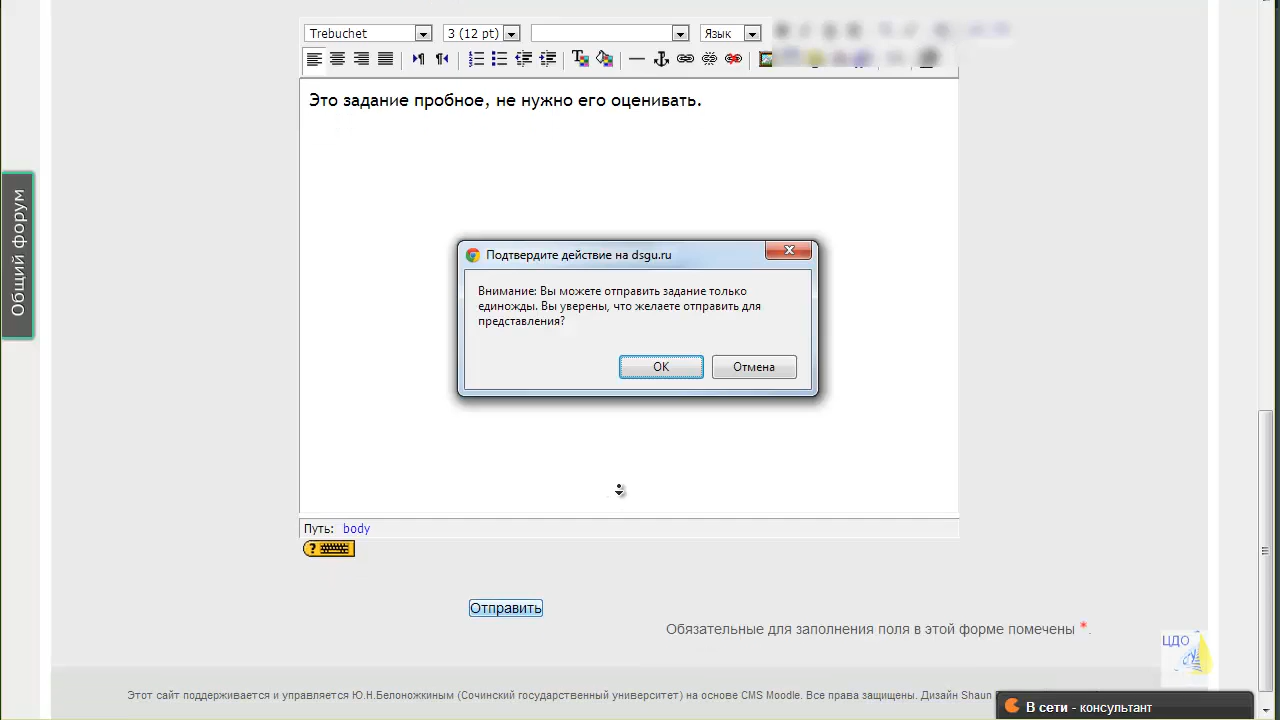 Trebuchet 3 (12 pt) Язык
Это задание пробное, не нужно его оценивать.
Общий форум
Подтвердите действие на dsgu.ru
Внимание: Вы можете отправить задание только
единожды. Вы уверены, что желаете отправить для
представления?
OK Отмена
Путь: body
?
Отправить
Обязательные для заполнения поля в этой форме помечены *.
ЦДО
Этот сайт поддерживается и управляется Ю.Н.Белоножкиным (Сочинский государственный университет) на основе CMS Moodle. Все права защищены. Дизайн Shaun
В сети - консультант